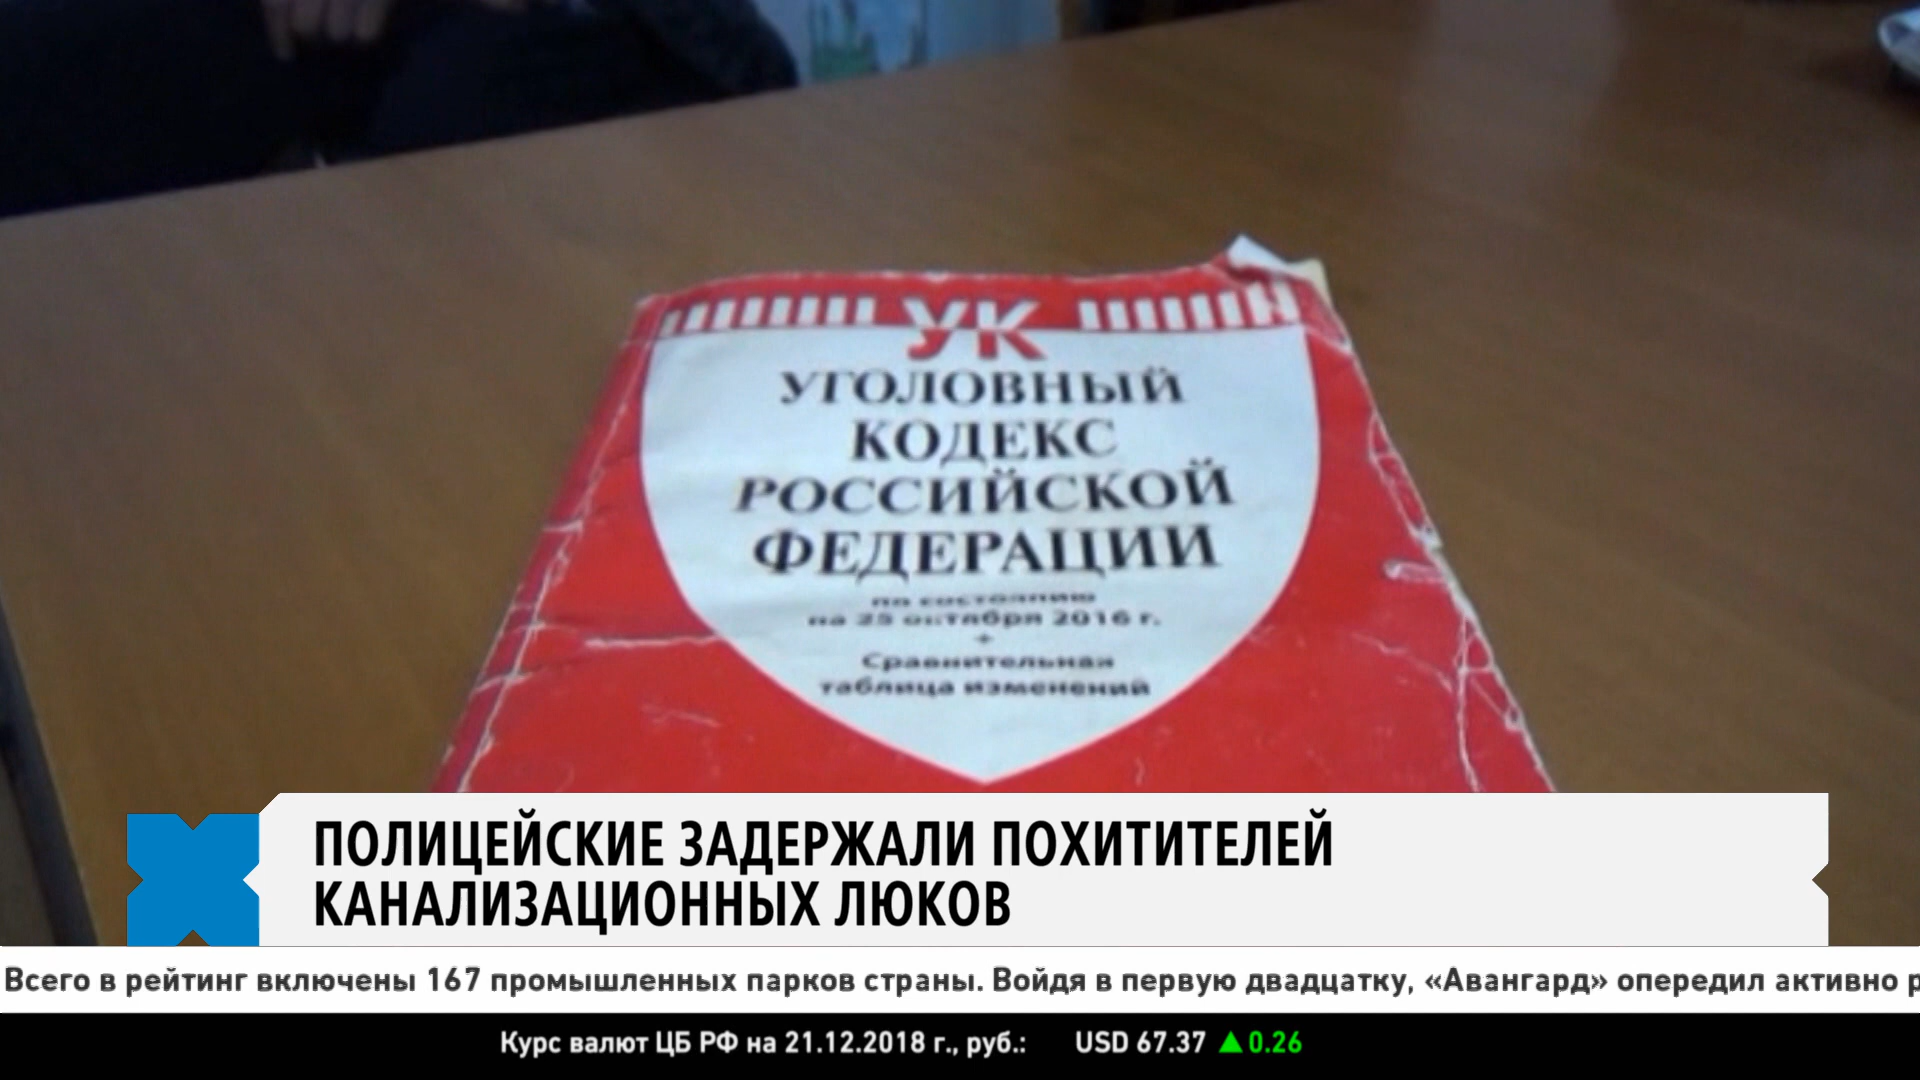 УК
УГОЛОВНЫЙ
КОДЕКС
РОССИЙСКОЙ
ФЕДЕРАЦИИ
по состоянию
на 25 октября 2016 г.
+
Сравнительная
таблица изменений
ПОЛИЦЕЙСКИЕ ЗАДЕРЖАЛИ ПОХИТИТЕЛЕЙ
КАНАЛИЗАЦИОННЫХ ЛЮКОВ
Всего в рейтинг включены 167 промышленных парков страны. Войдя в первую двадцатку, «Авангард» опередил активно р
Курс валют ЦБ РФ на 21.12.2018 г., руб.: USD 67.37 ▲0.26